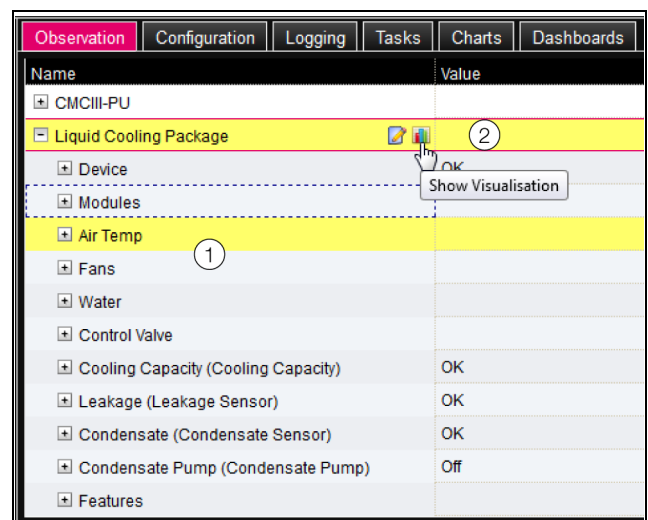 Observation Configuration Logging Tasks Charts Dashboards
Name Value
CMCIII-PU
Liquid Cooling Package 2
Device OK
Show Visualisation
Modules
Air Temp
1
Fans
Water
Control Valve
Cooling Capacity (Cooling Capacity) OK
Leakage (Leakage Sensor) OK
Condensate (Condensate Sensor) OK
Condensate Pump (Condensate Pump) Off
Features